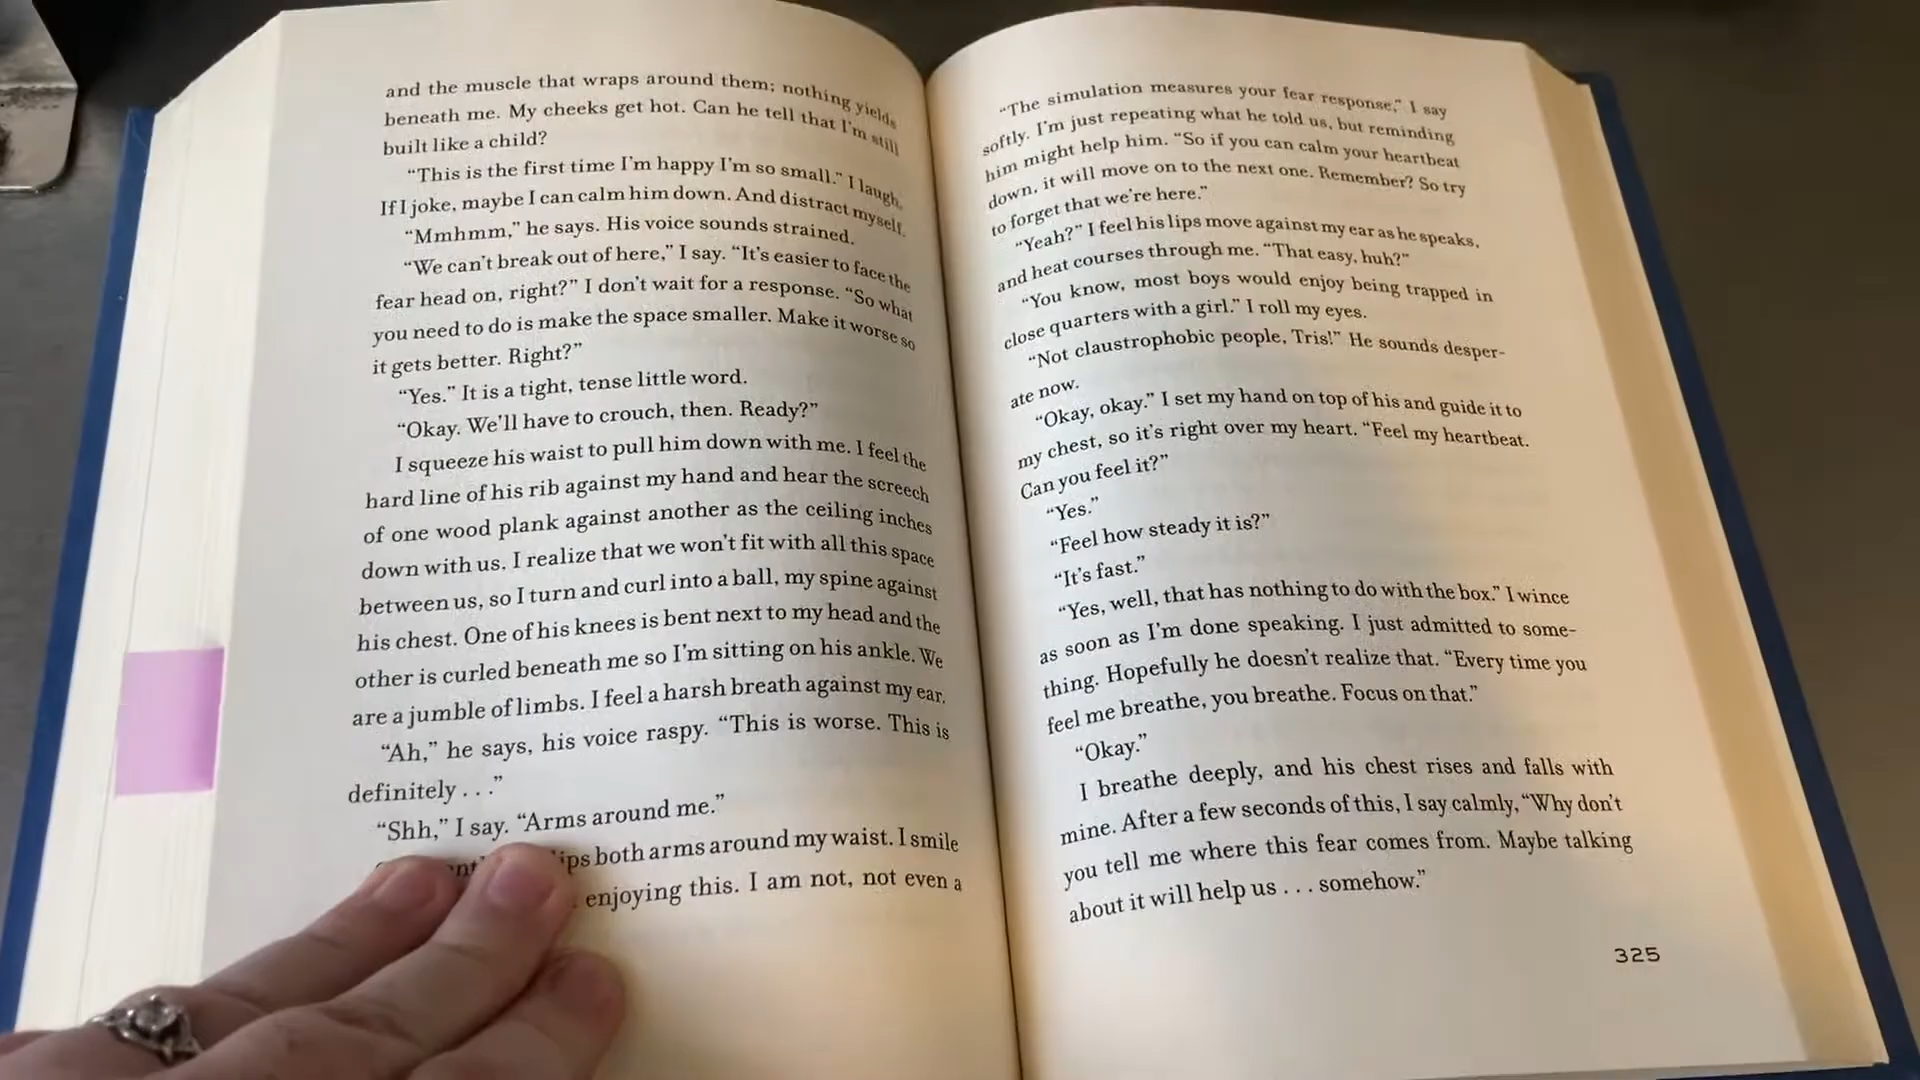 and the muscle that wraps around them; nothing yields
beneath me. My cheeks get hot. Can he tell that I'm still
built like a child?
“This is the first time I'm happy I'm so small.” I laugh.
If I joke, maybe I can calm him down. And distract myself.
“Mmhmm,” he says. His voice sounds strained.
“We can't break out of here,” I say. “It's easier to face the
fear head on, right?” I don't wait for a response. “So what
you need to do is make the space smaller. Make it worse so
it gets better. Right?”
“Yes.” It is a tight, tense little word.
“Okay. We'll have to crouch, then. Ready?”
I squeeze his waist to pull him down with me. I feel the
hard line of his rib against my hand and hear the screech
of one wood plank against another as the ceiling inches
down with us. I realize that we won't fit with all this space
between us, so I turn and curl into a ball, my spine against
his chest. One of his knees is bent next to my head and the
other is curled beneath me so I'm sitting on his ankle. We
are a jumble of limbs. I feel a harsh breath against my ear.
“Ah,” he says, his voice raspy. “This is worse. This is
definitely . . .”
“Shh,” I say. “Arms around me.”
both arms around my waist. I smile
enjoying this. I am not, not even a
“The simulation measures your fear response,” I say
softly. I'm just repeating what he told us, but reminding
him might help him. “So if you can calm your heartbeat
down, it will move on to the next one. Remember? So try
to forget that we're here.”
“Yeah?” I feel his lips move against my ear as he speaks,
and heat courses through me. “That easy, huh?”
“You know, most boys would enjoy being trapped in
close quarters with a girl.” I roll my eyes.
“Not claustrophobic people, Tris!” He sounds desper-
ate now.
“Okay, okay.” I set my hand on top of his and guide it to
my chest, so it's right over my heart. “Feel my heartbeat.
Can you feel it?”
“Yes.”
“Feel how steady it is?”
“It's fast.”
“Yes, well, that has nothing to do with the box.” I wince
as soon as I'm done speaking. I just admitted to some-
thing. Hopefully he doesn't realize that. “Every time you
feel me breathe, you breathe. Focus on that.”
“Okay.”
I breathe deeply, and his chest rises and falls with
mine. After a few seconds of this, I say calmly, “Why don't
you tell me where this fear comes from. Maybe talking
about it will help us . . . somehow.”
325